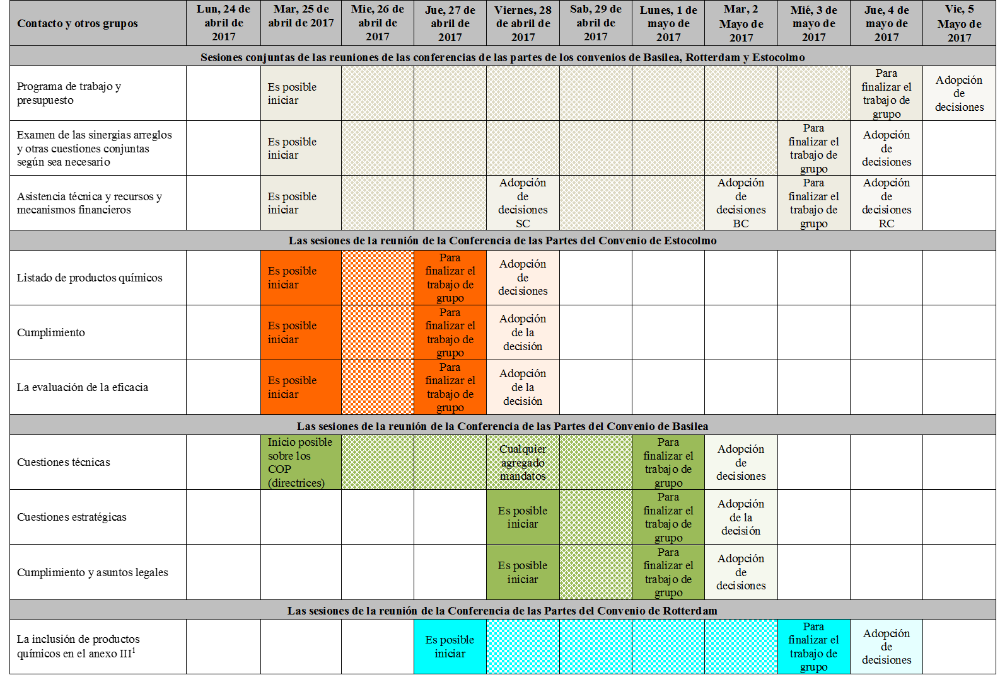 Contacto y otros grupos
Lun, 24 de
abril de
2017
Mar, 25 de
abril de 2017
Mie, 26 de
abril de
2017
Jue, 27 de
abril de
2017
Viernes, 28
de abril de
2017
Sab, 29 de
abril de
2017
Lunes, 1 de
mayo de
2017
Mar, 2
Mayo de
2017
Mié, 3 de
mayo de
2017
Jue, 4 de
mayo de
2017
Vie, 5
Mayo de
2017
Sesiones conjuntas de las reuniones de las conferencias de las partes de los convenios de Basilea, Rotterdam y Estocolmo
Programa de trabajo y
presupuesto
Es posible
iniciar
Para
finalizar el
trabajo de
grupo
Adopción
de
decisiones
Examen de las sinergias arreglos
y otras cuestiones conjuntas
según sea necesario
Es posible
iniciar
Para
finalizar el
trabajo de
grupo
Adopción
de
decisiones
Asistencia técnica y recursos y
mecanismos financieros
Es posible
iniciar
Adopción
de
decisiones
SC
Adopción
de
decisiones
BC
Para
finalizar el
trabajo de
grupo
Adopción
de
decisiones
RC
Las sesiones de la reunión de la Conferencia de las Partes del Convenio de Estocolmo
Listado de productos químicos
Es posible
iniciar
Para
finalizar el
trabajo de
grupo
Adopción
de
decisiones
Cumplimiento
Es posible
iniciar
Para
finalizar el
trabajo de
grupo
Adopción
de la
decisión
La evaluación de la eficacia
Es posible
iniciar
Para
finalizar el
trabajo de
grupo
Adopción
de la
decisión
Las sesiones de la reunión de la Conferencia de las Partes del Convenio de Basilea
Cuestiones técnicas
Inicio posible
sobre los
COP
(directrices)
Cualquier
agregado
mandatos
Para
finalizar el
trabajo de
grupo
Adopción
de
decisiones
Cuestiones estratégicas
Es posible
iniciar
Para
finalizar el
trabajo de
grupo
Adopción
de la
decisión
Cumplimiento y asuntos legales
Es posible
iniciar
Para
finalizar el
trabajo de
grupo
Adopción
de
decisiones
Las sesiones de la reunión de la Conferencia de las Partes del Convenio de Rotterdam
La inclusión de productos
químicos en el anexo III1
Es posible
iniciar
Para
finalizar el
trabajo de
grupo
Adopción
de
decisiones